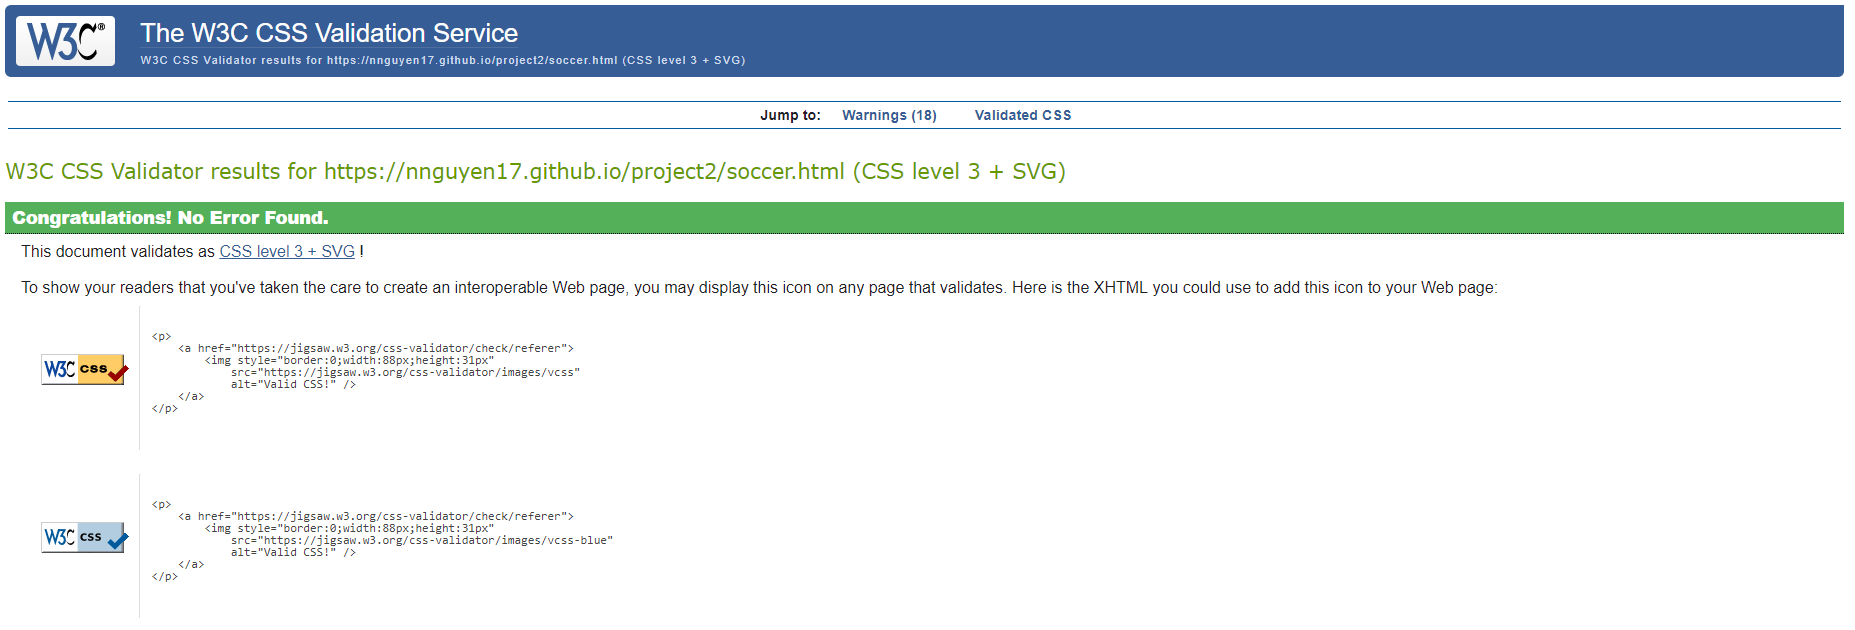 W3C®
The W3C CSS Validation Service
W3C CSS Validator results for https://nnguyen17.github.io/project2/soccer.html (CSS level 3 + SVG)
Jump to: Warnings (18) Validated CSS
W3C CSS Validator results for https://nnguyen17.github.io/project2/soccer.html (CSS level 3 + SVG)
Congratulations! No Error Found.
This document validates as CSS level 3 + SVG !
To show your readers that you've taken the care to create an interoperable Web page, you may display this icon on any page that validates. Here is the XHTML you could use to add this icon to your Web page:
W3C css
<p>
<a href="https://jigsaw.w3.org/css-validator/check/referer">
<img style="border:0;width:88px;height:31px"
src="https://jigsaw.w3.org/css-validator/images/vcss"
alt="Valid CSS!" />
</a>
</p>
W3C css
<p>
<a href="https://jigsaw.w3.org/css-validator/check/referer">
<img style="border:0;width:88px;height:31px"
src="https://jigsaw.w3.org/css-validator/images/vcss-blue"
alt="Valid CSS!" />
</a>
</p>